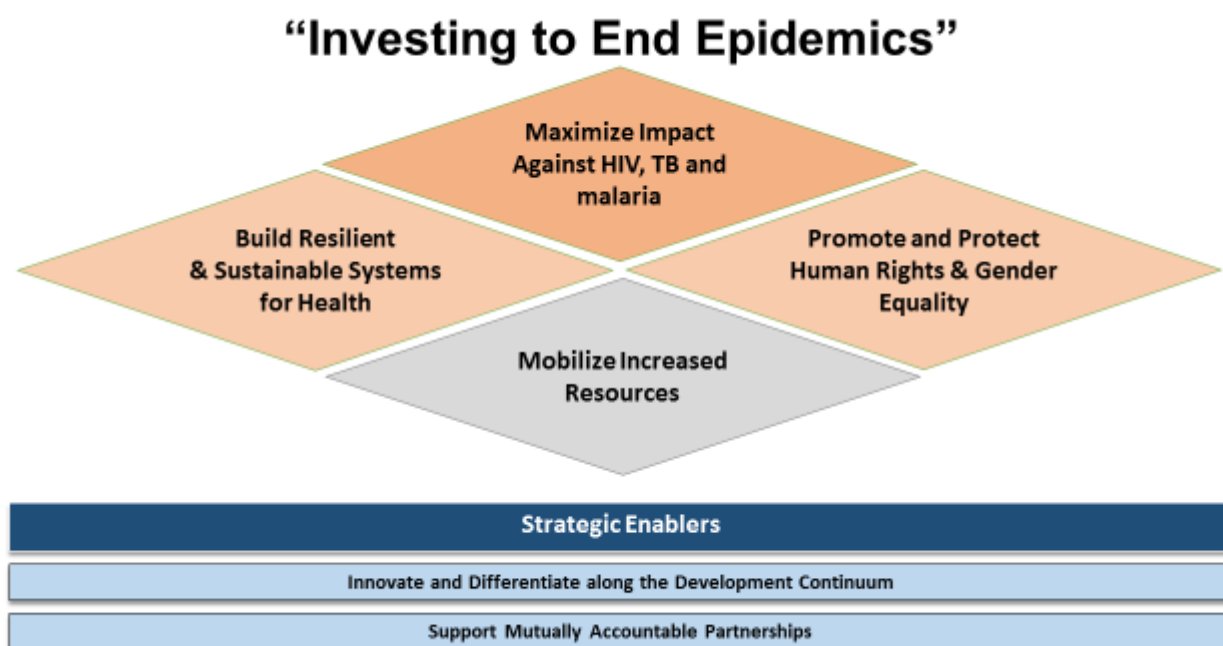 “Investing to End Epidemics”
Maximize Impact
Against HIV, TB and
malaria
Build Resilient
& Sustainable Systems
for Health
Promote and Protect
Human Rights & Gender
Equality
Mobilize Increased
Resources
Strategic Enablers
Innovate and Differentiate along the Development Continuum
Support Mutually Accountable Partnerships